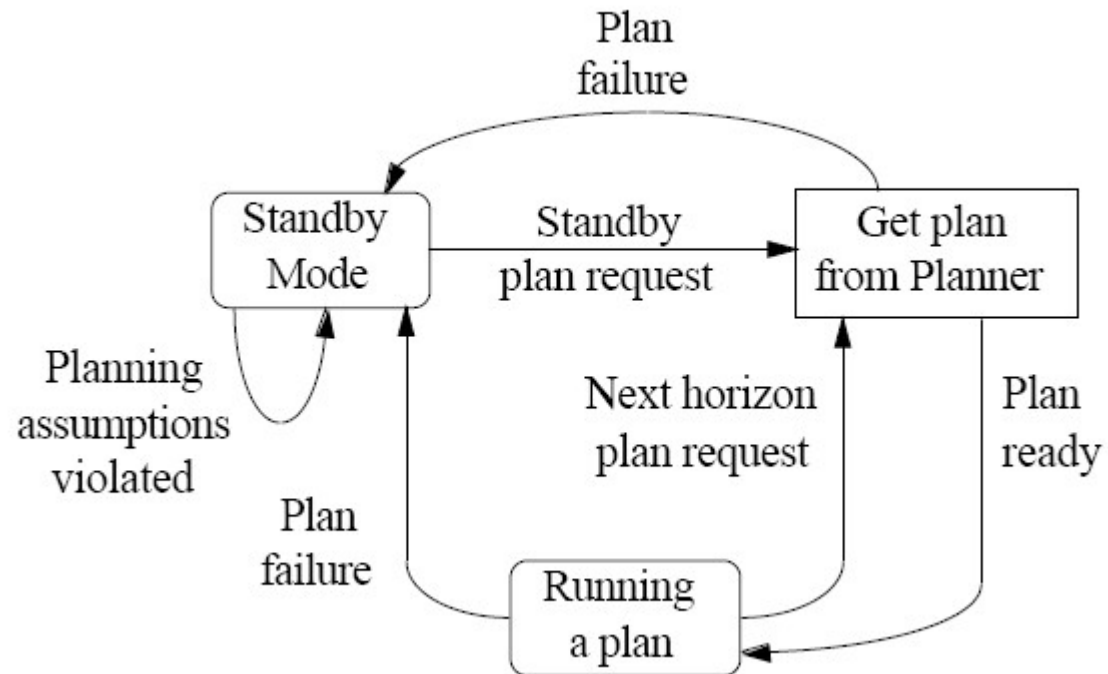 Plan
failure
Standby
Mode
Standby
plan request
Get plan
from Planner
Planning
assumptions
violated
Next horizon
plan request
Plan
ready
Plan
failure
Running
a plan